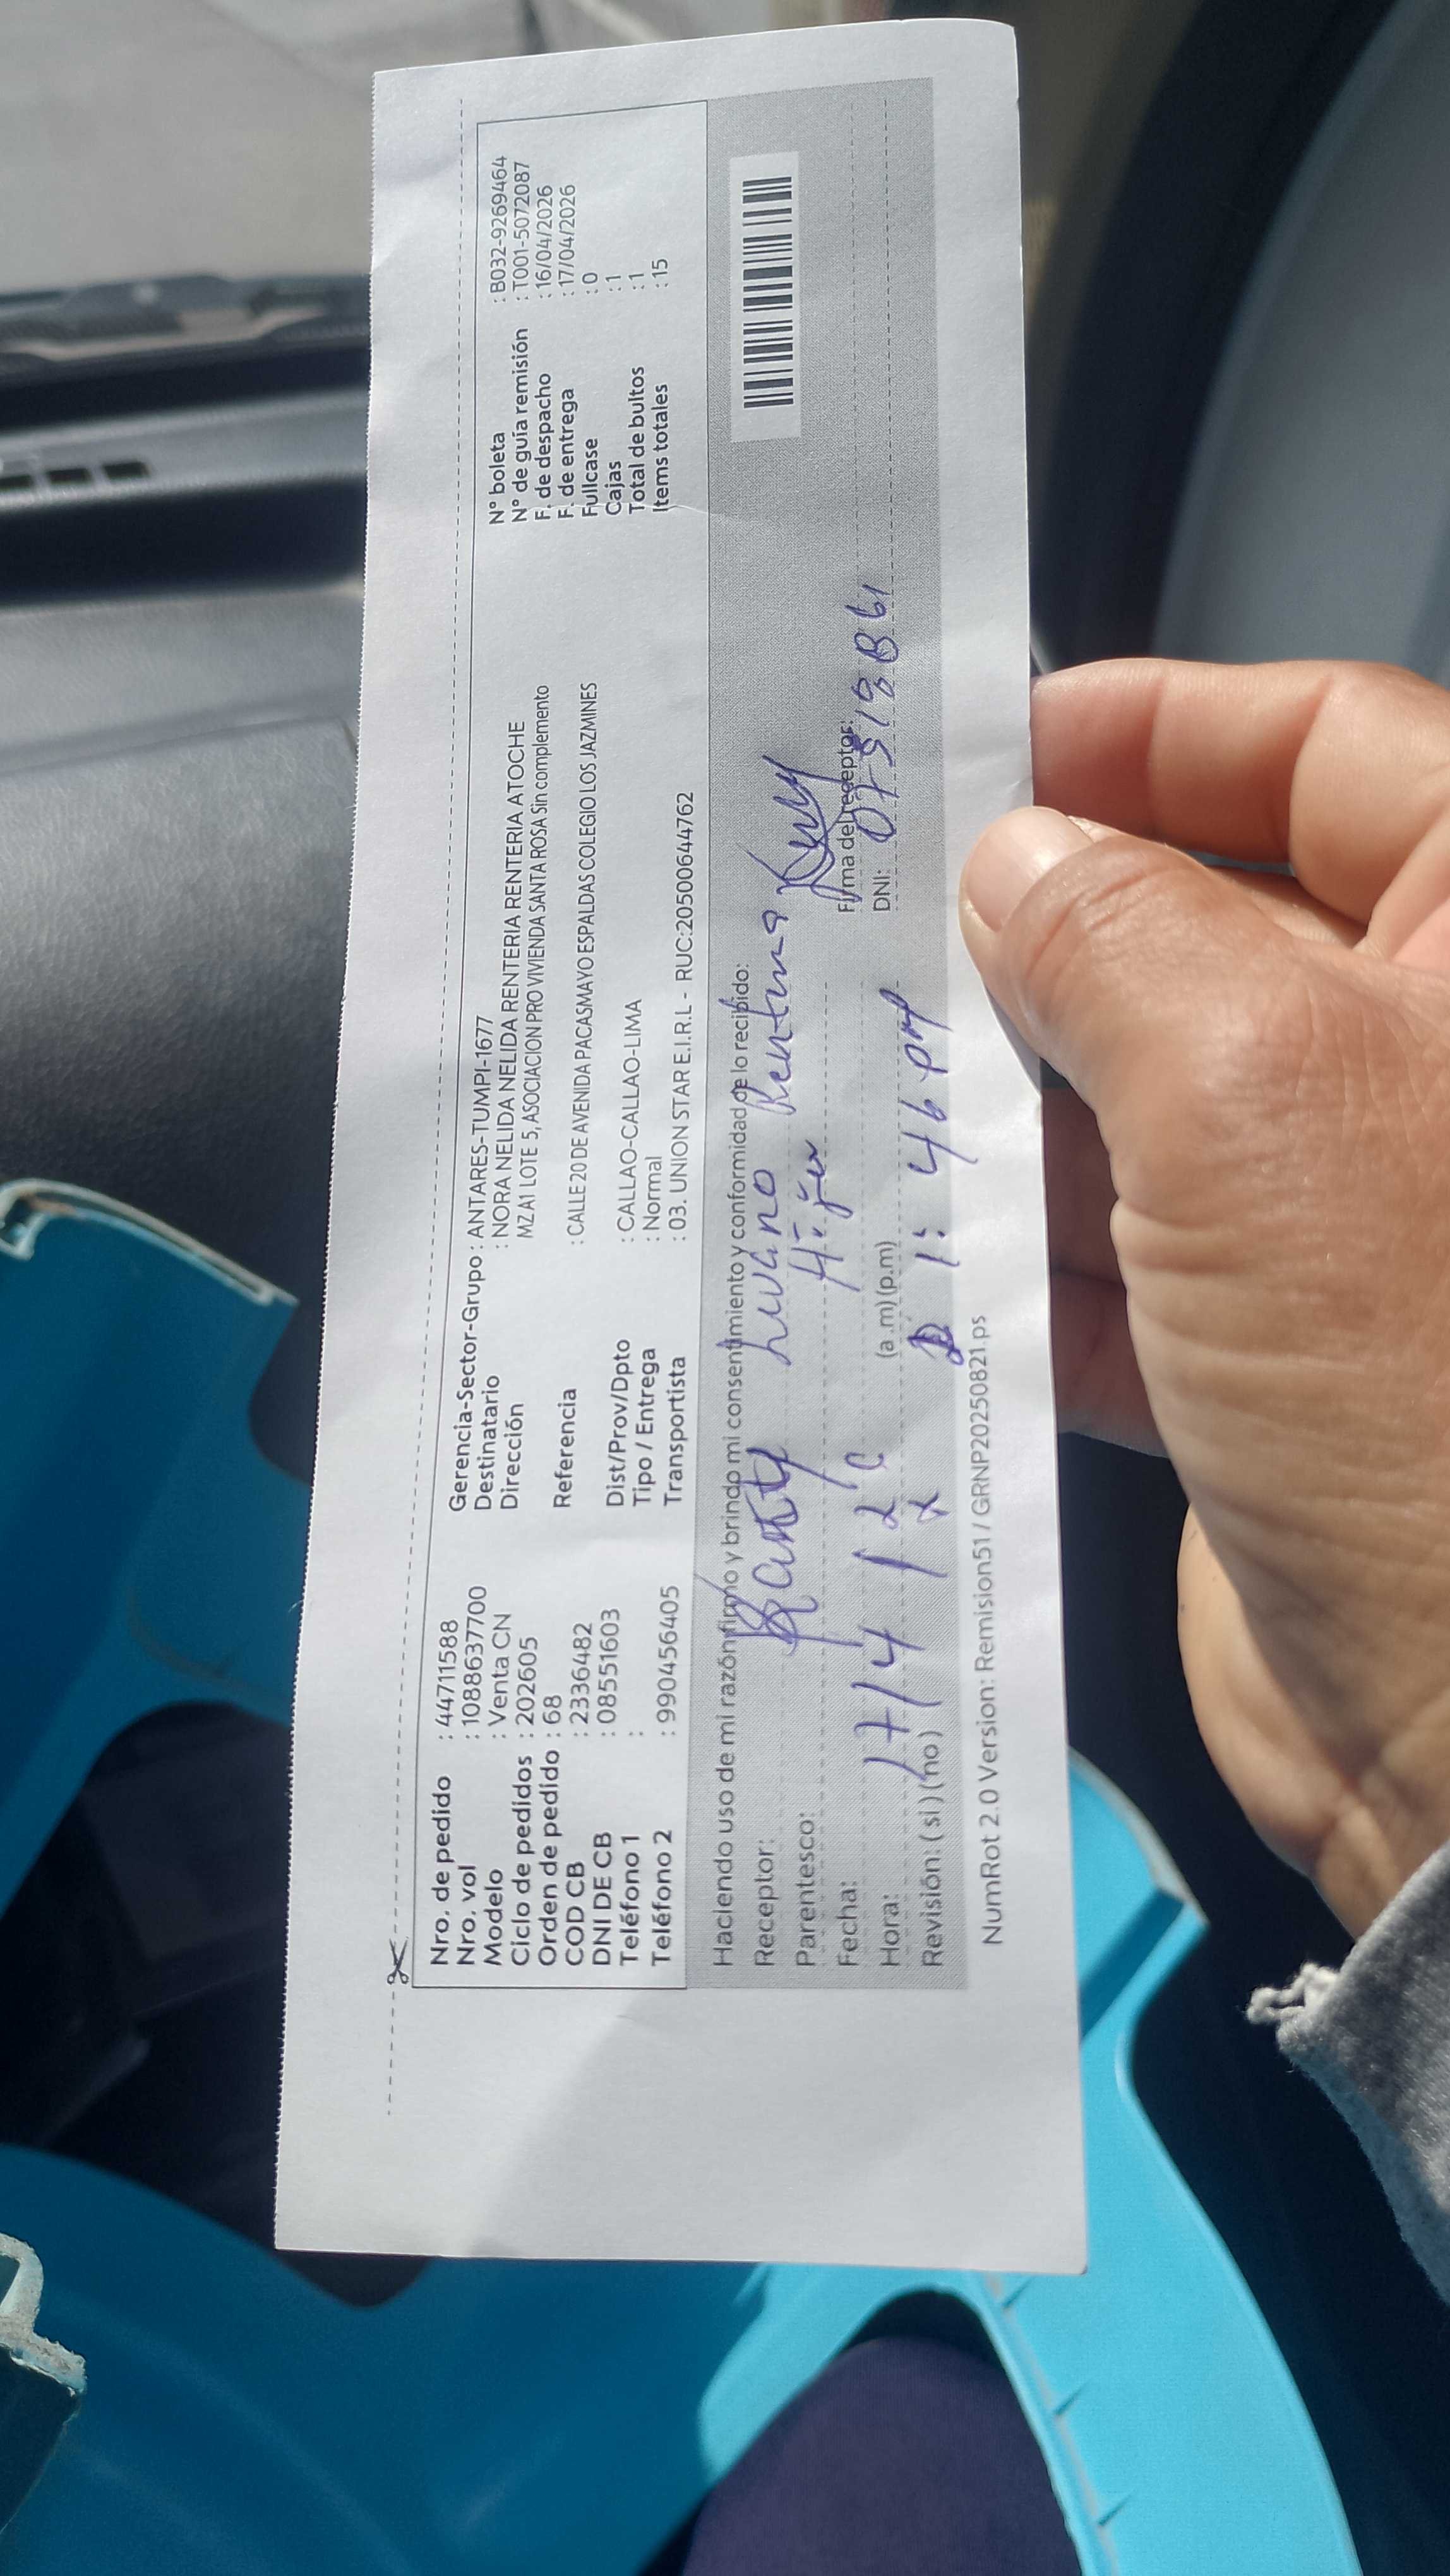 Nro. de pedido : 44711588
Nro. vol : 1088637700
Modelo : Venta CN
Ciclo de pedidos : 202605
Orden de pedido : 68
COD CB : 2336482
DNI DE CB : 08551603
Teléfono 1 :
Teléfono 2 : 990456405
Gerencia-Sector-Grupo : ANTARES-TUMPI-1677
Destinatario : NORA NELIDA NELIDA RENTERIA RENTERIA ATOCHE
Dirección MZ A1 LOTE 5, ASOCIACION PRO VIVIENDA SANTA ROSA Sin complemento
Referencia : CALLE 20 DE AVENIDA PACASMAYO ESPALDAS COLEGIO LOS JAZMINES
Dist/Prov/Dpto : CALLAO-CALLAO-LIMA
Tipo / Entrega : Normal
Transportista : 03. UNION STAR E.I.R.L - RUC:20500644762
N° boleta : B032-9269464
N° de guía remisión : T001-5072087
F. de despacho : 16/04/2026
F. de entrega : 17/04/2026
Fullcase : 0
Cajas : 1
Total de bultos : 1
Items totales : 15
Haciendo uso de mi razón firmo y brindo mi consentimiento y conformidad de lo recibido:
Receptor:
Parentesco:
Fecha: 17/4
Hora: (a.m) (p.m)
Revisión: ( si ) ( no ) 1:46 pm
Firma del receptor:
DNI:
NumRot 2.0 Version: Remision51 / GRNP20250821.ps